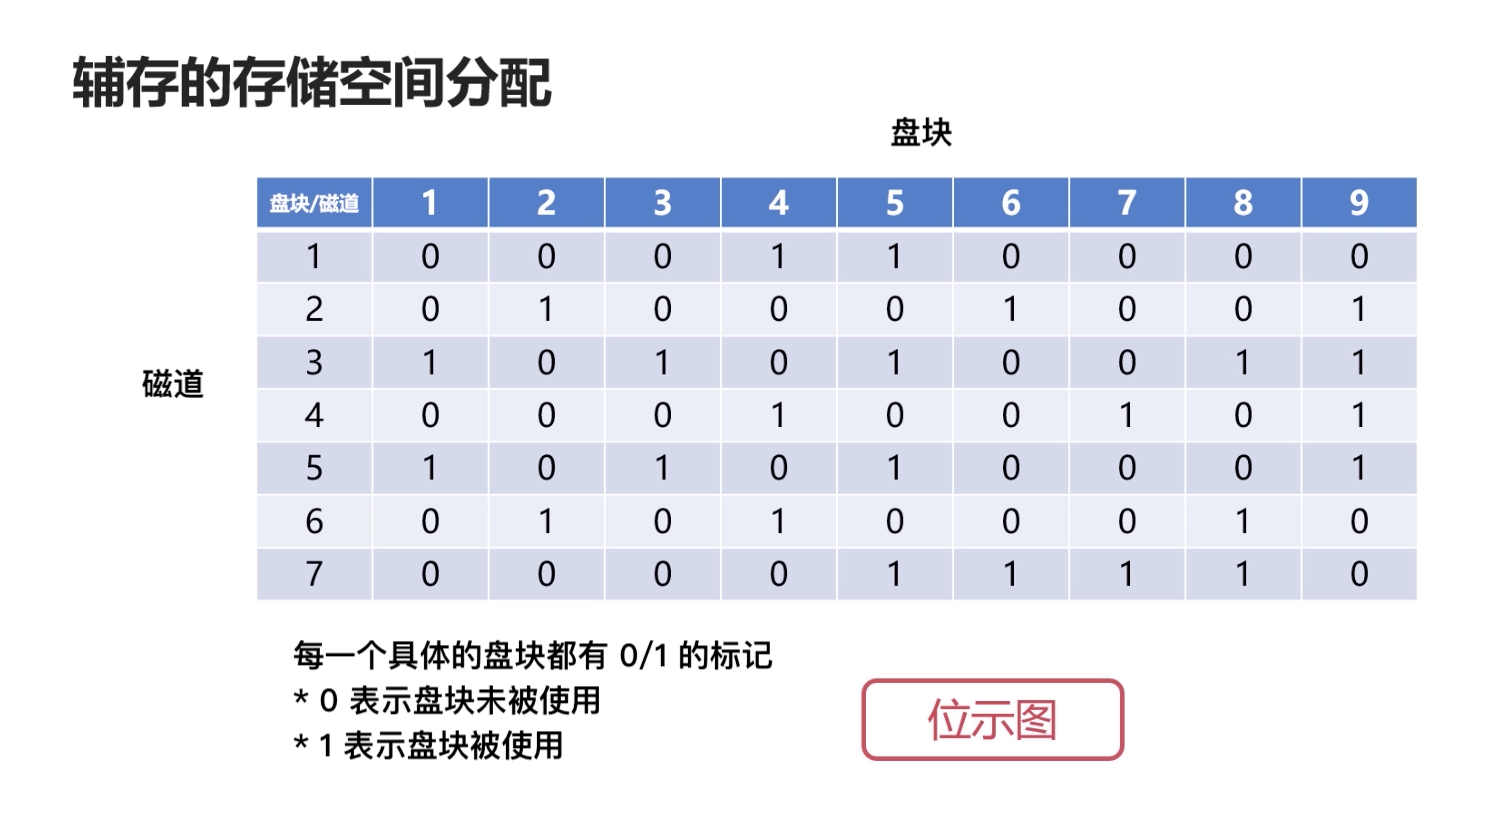 辅存的存储空间分配
盘块
盘块/磁道 1 2 3 4 5 6 7 8 9
1 0 0 0 1 1 0 0 0 0
2 0 1 0 0 0 1 0 0 1
3 1 0 1 0 1 0 0 1 1
磁道
4 0 0 0 1 0 0 1 0 1
5 1 0 1 0 1 0 0 0 1
6 0 1 0 1 0 0 0 1 0
7 0 0 0 0 1 1 1 1 0
每一个具体的盘块都有 0/1 的标记
* 0 表示盘块未被使用
* 1 表示盘块被使用
位示图